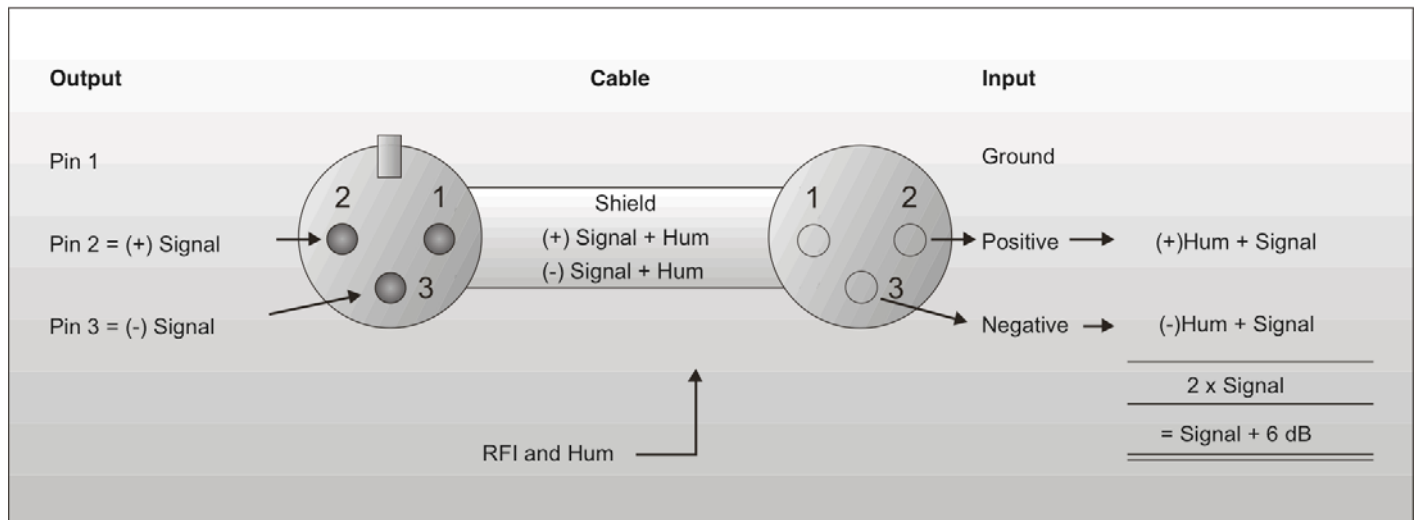 Output
Cable
Input
Pin 1
Ground
2
1
Shield
1
2
Pin 2 = (+) Signal
(+) Signal + Hum
Positive
(+)Hum + Signal
(-) Signal + Hum
3
3
Pin 3 = (-) Signal
Negative
(-)Hum + Signal
2 x Signal
= Signal + 6 dB
RFI and Hum